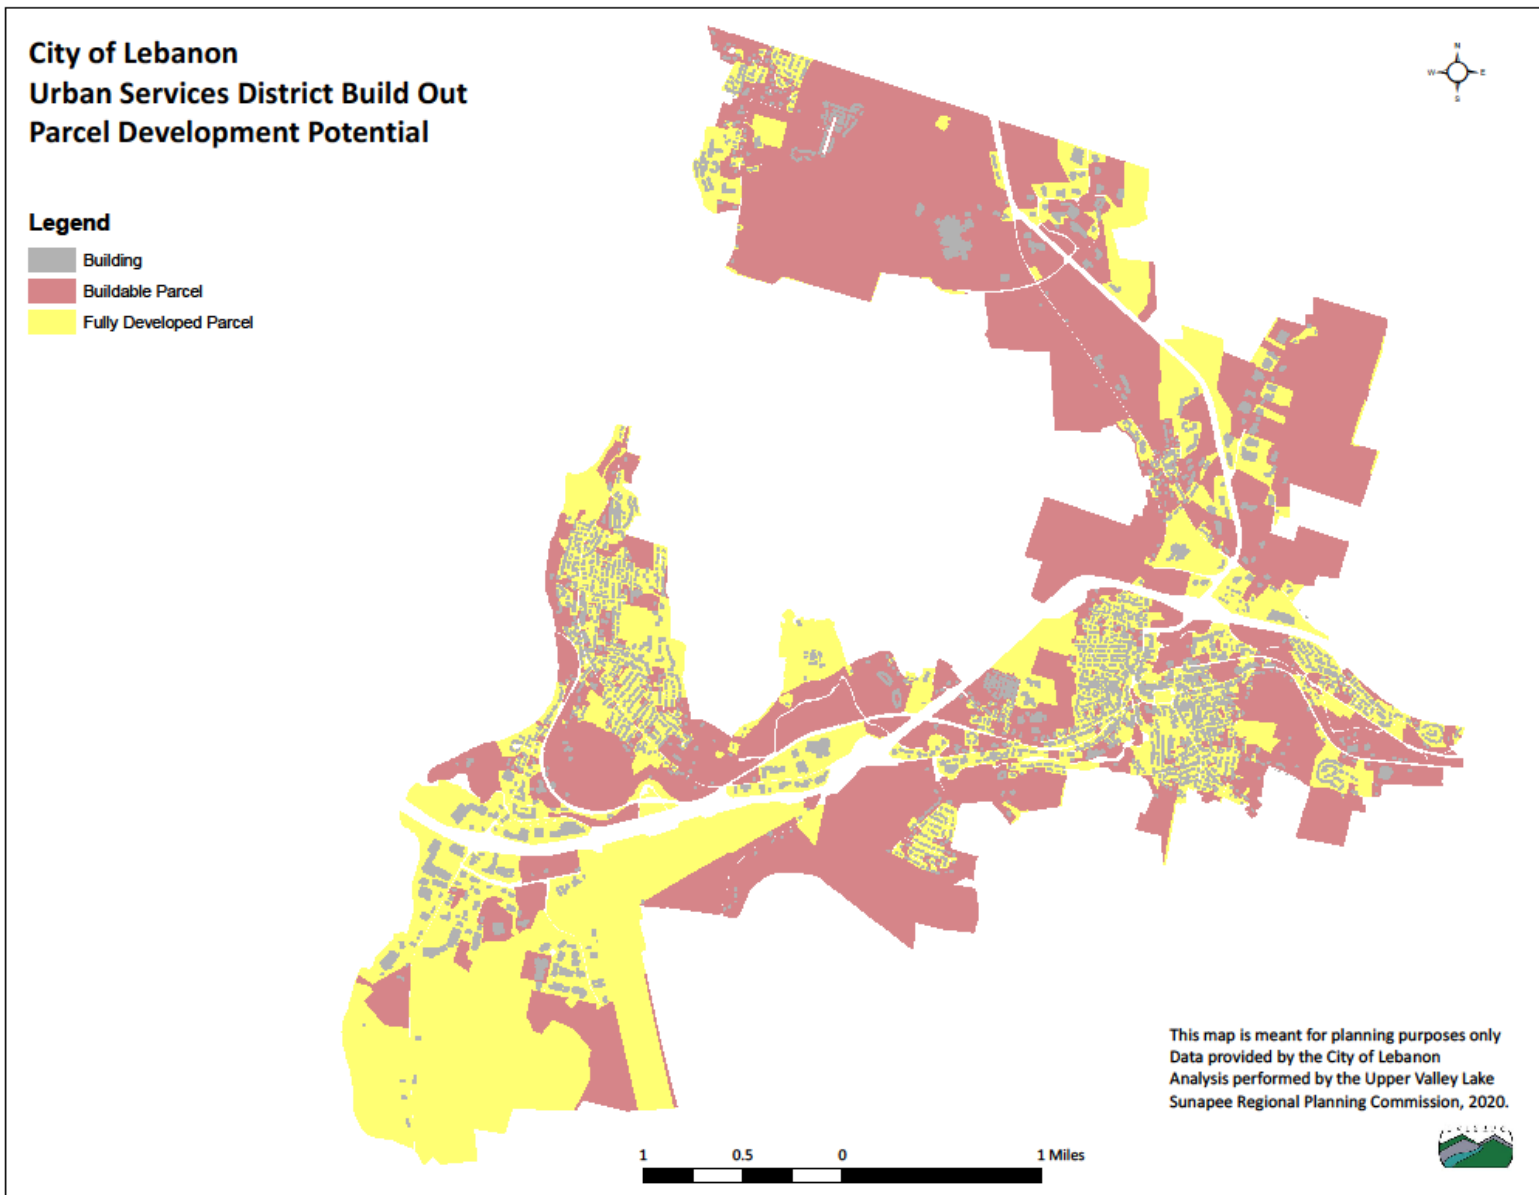 City of Lebanon
Urban Services District Build Out
Parcel Development Potential
Legend
Building
Buildable Parcel
Fully Developed Parcel
N
W
E
S
This map is meant for planning purposes only
Data provided by the City of Lebanon
Analysis performed by the Upper Valley Lake
Sunapee Regional Planning Commission, 2020.
1 0.5 0 1 Miles